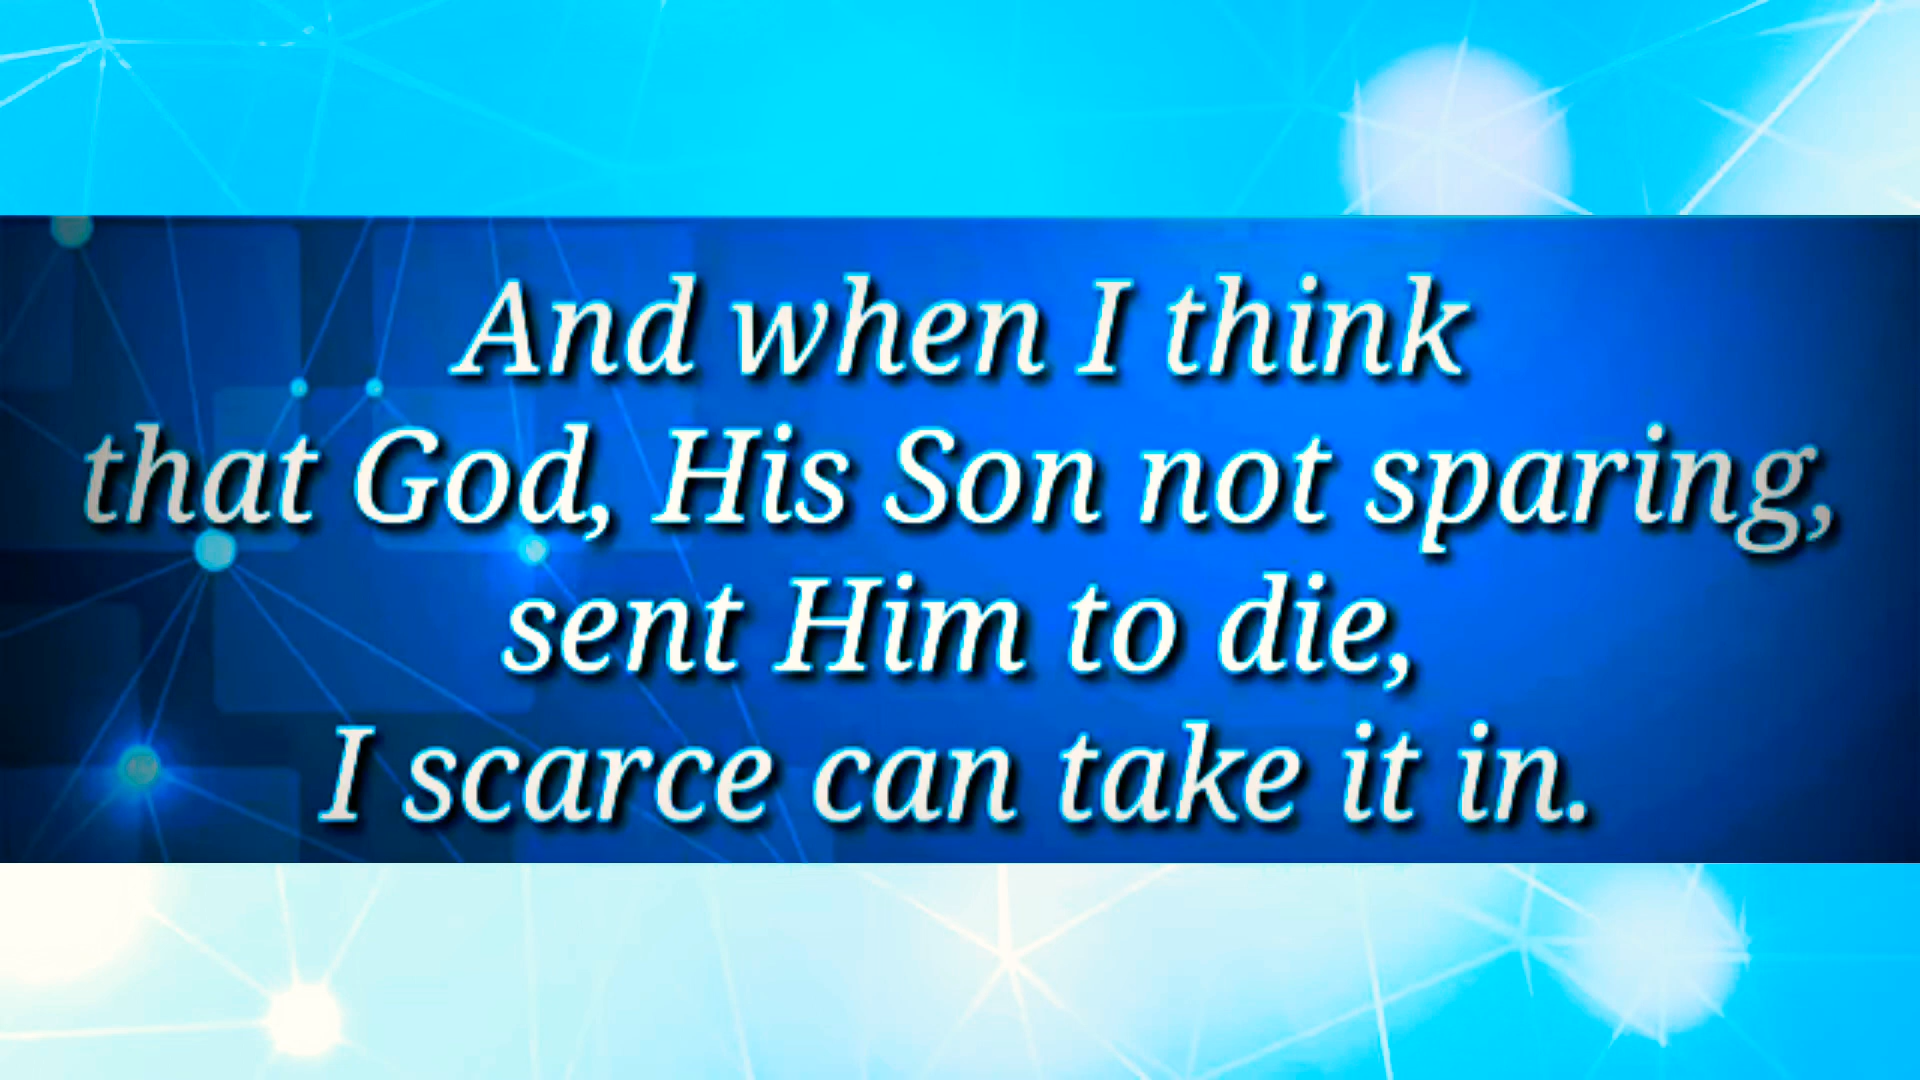 And when I think
that God, His Son not sparing,
sent Him to die,
I scarce can take it in.